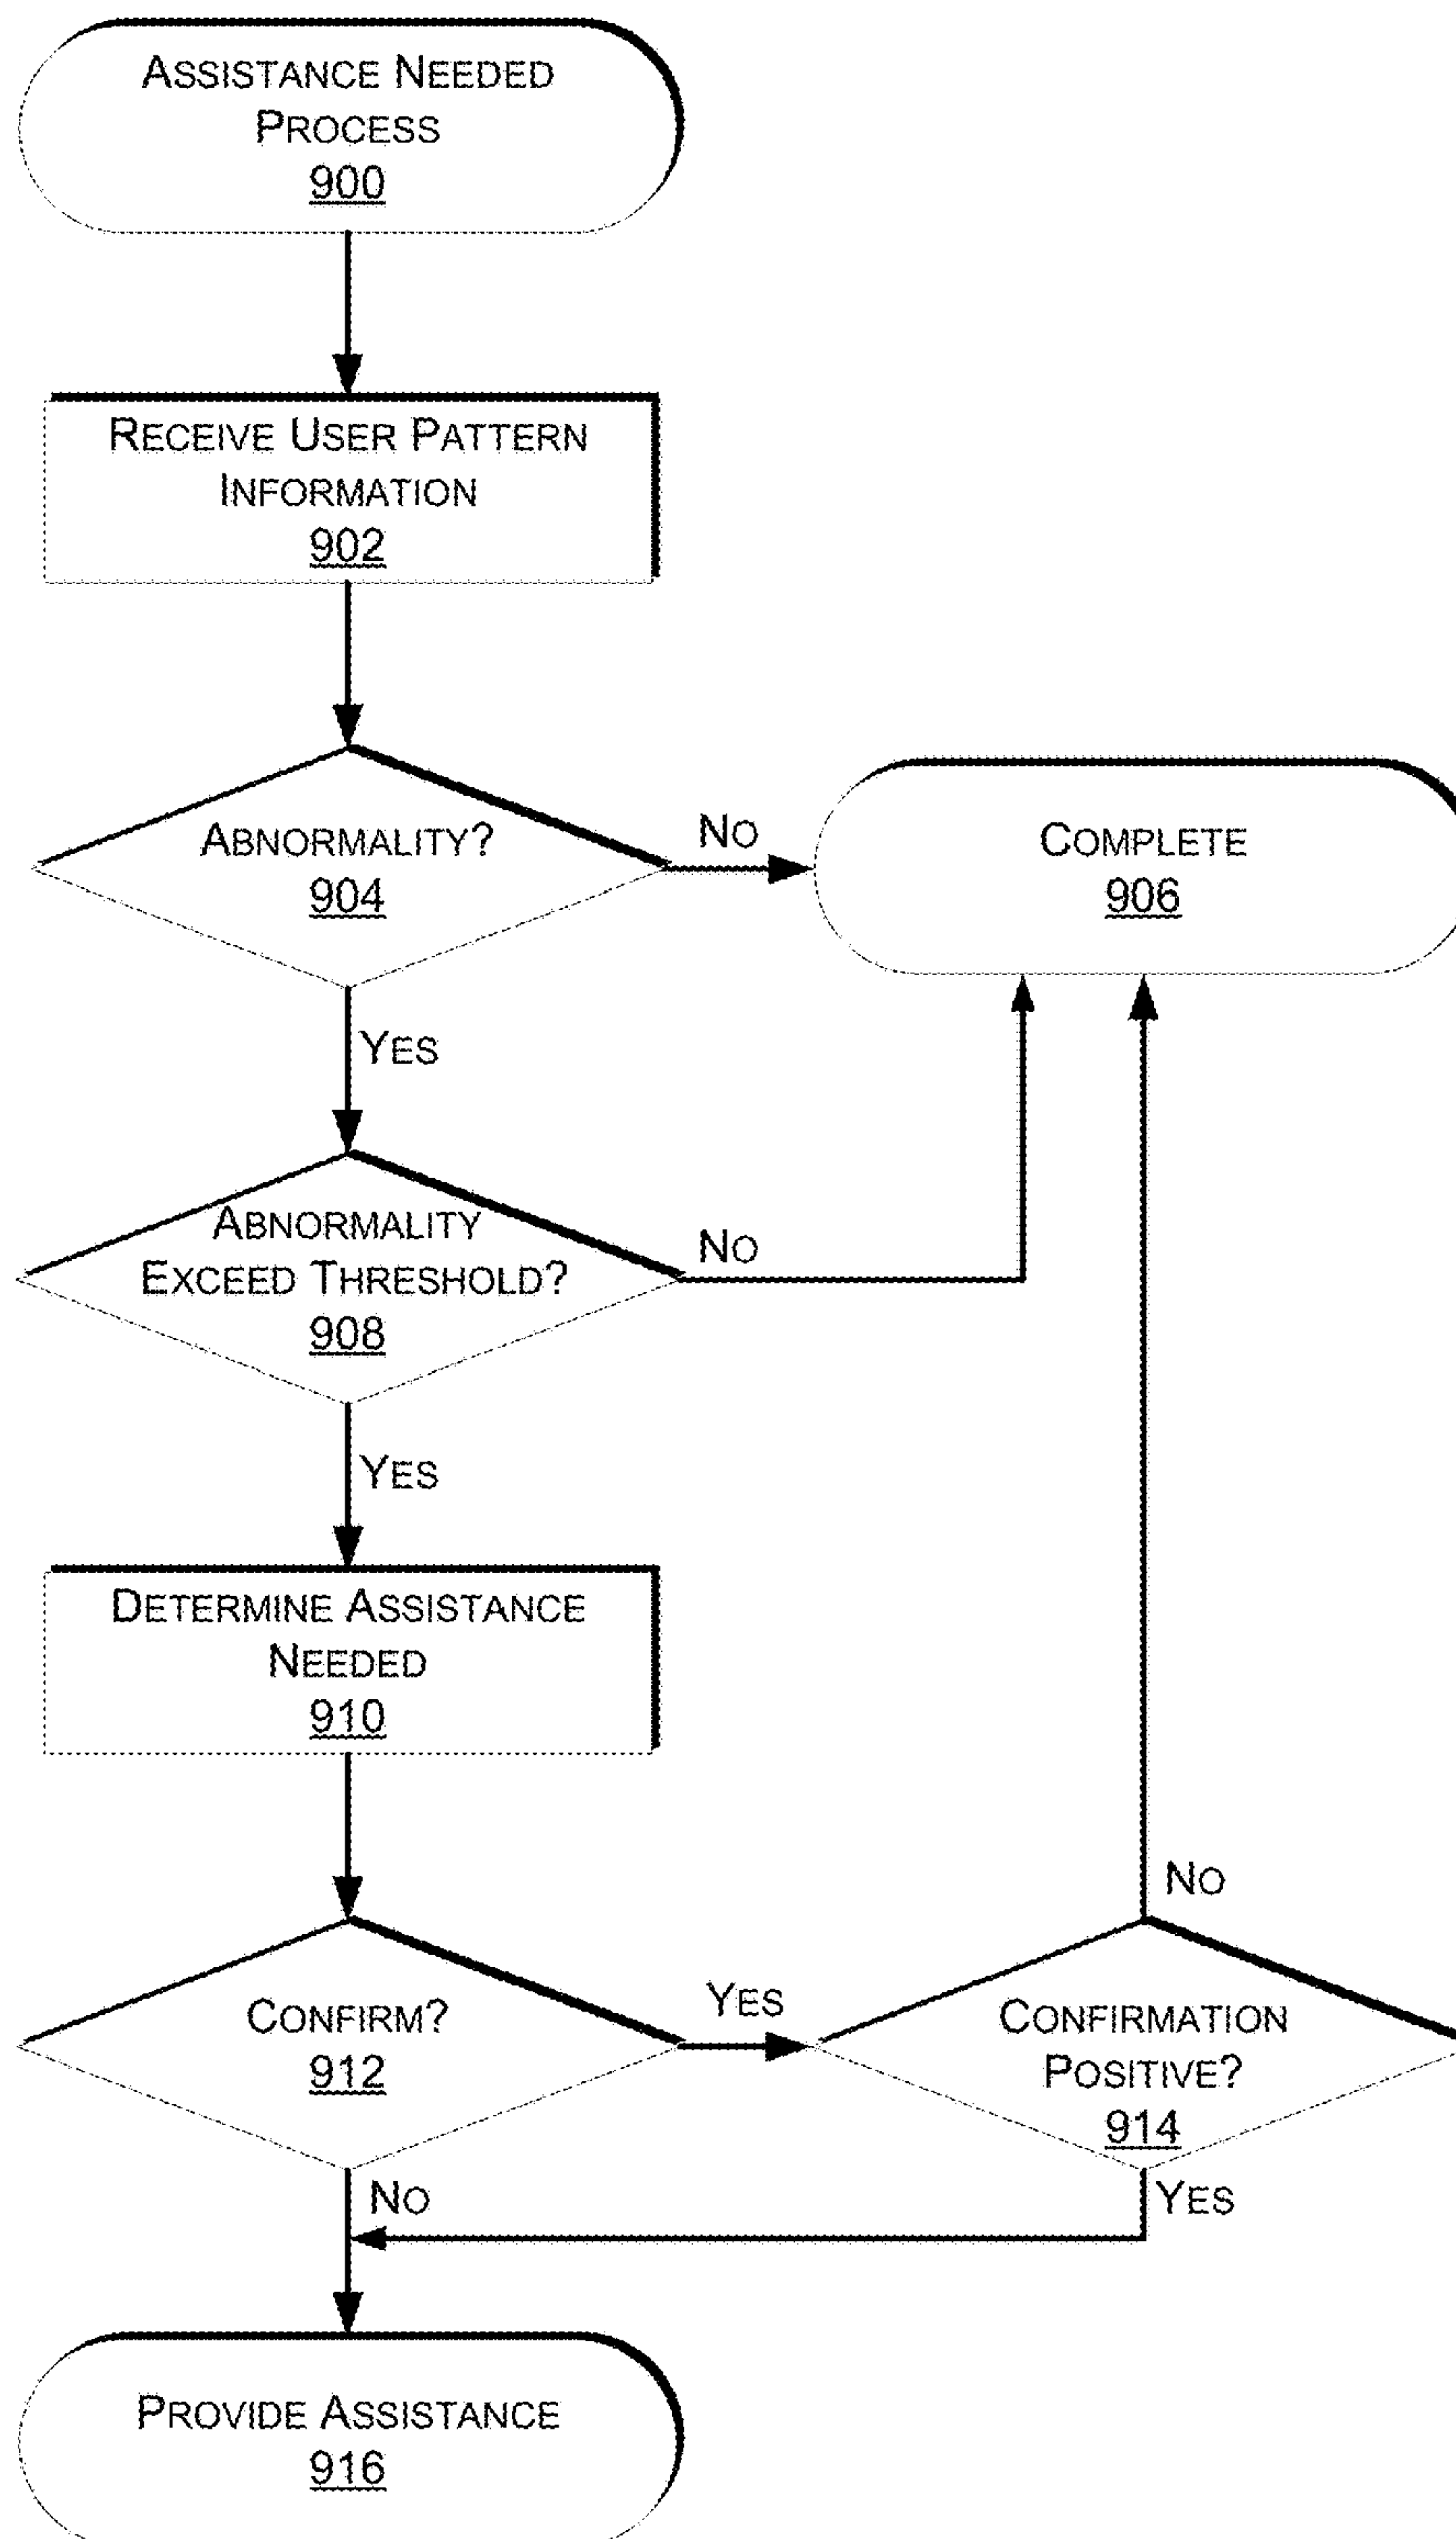 ASSISTANCE NEEDED
PROCESS
900
RECEIVE USER PATTERN
INFORMATION
902
ABNORMALITY?
904
NO
COMPLETE
906
YES
ABNORMALITY
EXCEED THRESHOLD?
908
NO
YES
DETERMINE ASSISTANCE
NEEDED
910
CONFIRM?
912
YES
NO
CONFIRMATION
POSITIVE?
914
NO
YES
PROVIDE ASSISTANCE
916